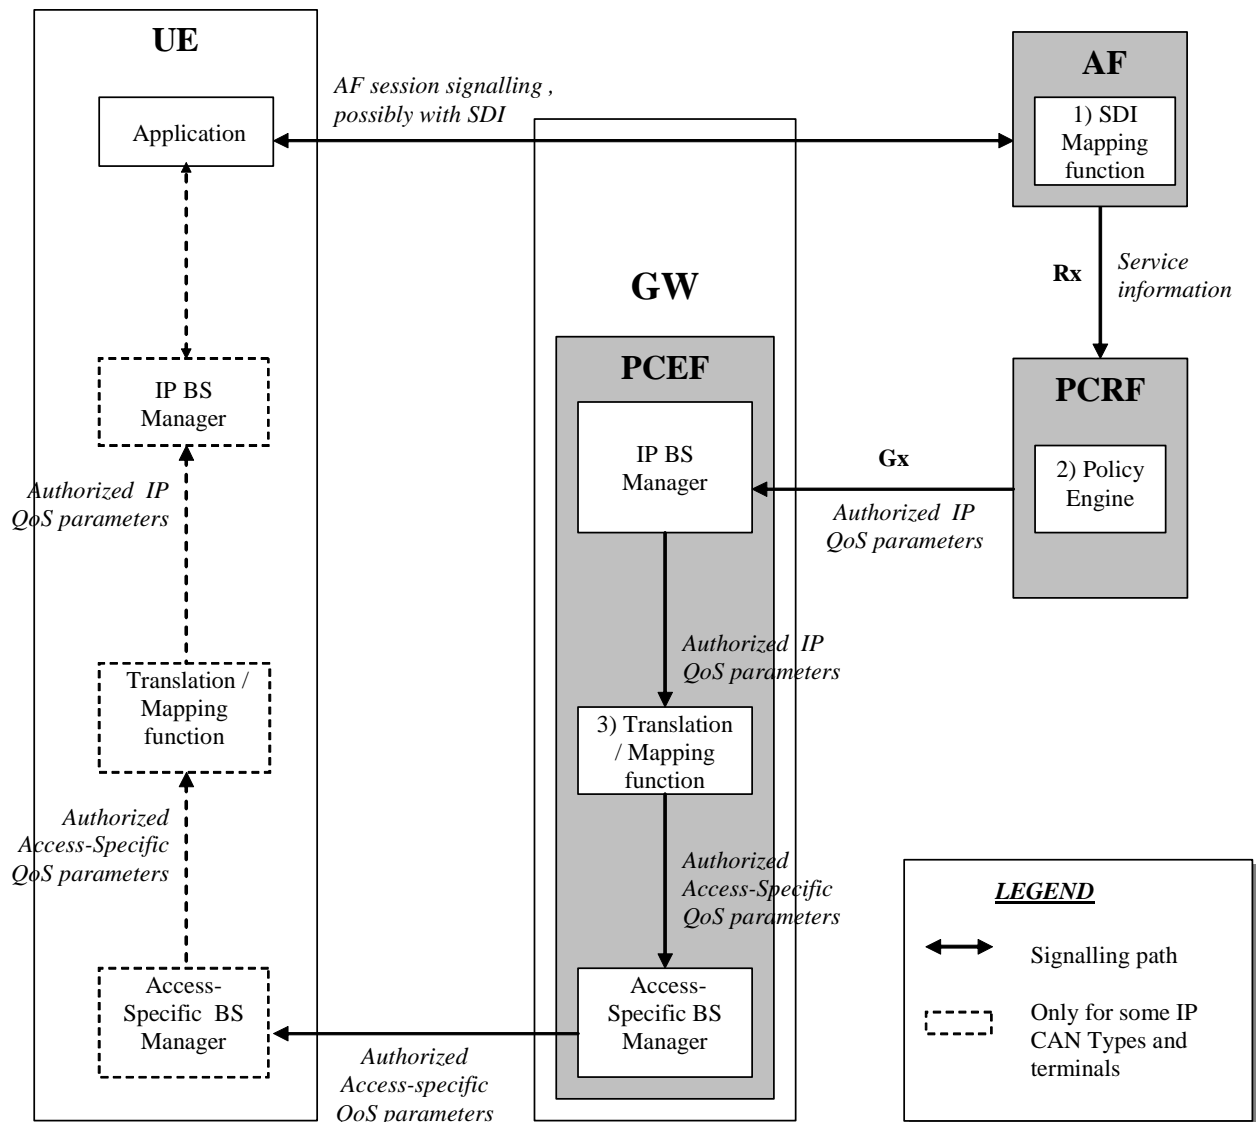 UE
Application
IP BS
Manager
Authorized IP
QoS parameters
Translation /
Mapping
function
Authorized
Access-Specific
QoS parameters
Access-
Specific BS
Manager
AF session signalling ,
possibly with SDI
GW
PCEF
IP BS
Manager
Authorized IP
QoS parameters
3) Translation
/ Mapping
function
Authorized
Access-Specific
QoS parameters
Access-
Specific BS
Manager
Authorized
Access-specific
QoS parameters
AF
1) SDI
Mapping
function
Rx
Service
information
PCRF
2) Policy
Engine
Gx
Authorized IP
QoS parameters
LEGEND
Signalling path
Only for some IP
CAN Types and
terminals